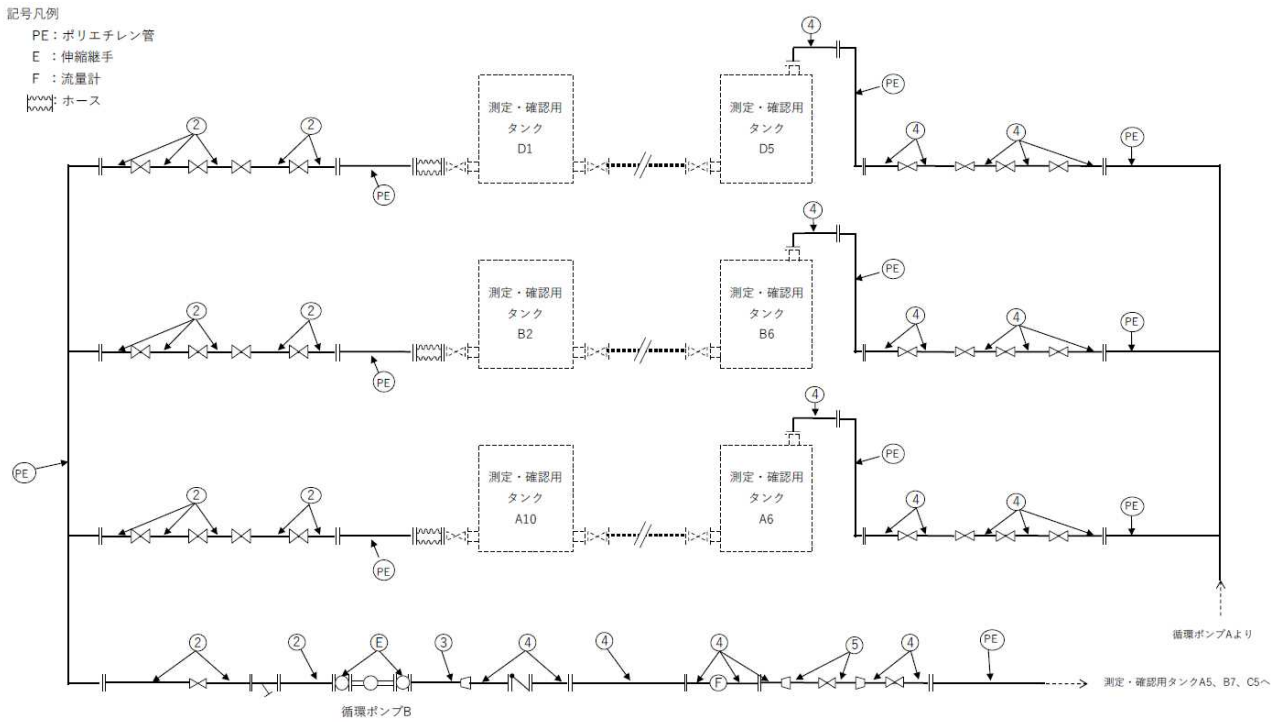 記号凡例
PE：ポリエチレン管
E ：伸縮継手
F ：流量計
：ホース
4
PE
2
2
測定・確認用
タンク
D1
測定・確認用
タンク
D5
4
4
PE
PE
4
PE
2
2
測定・確認用
タンク
B2
測定・確認用
タンク
B6
4
4
PE
PE
4
PE
2
2
測定・確認用
タンク
A10
測定・確認用
タンク
A6
4
4
PE
PE
PE
循環ポンプAより
2
2
E
3
4
4
4
5
4
PE
F
測定・確認用タンクA5、B7、C5へ
循環ポンプB